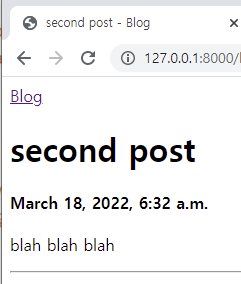 second post - Blog
127.0.0.1:8000/
Blog
second post
March 18, 2022, 6:32 a.m.
blah blah blah